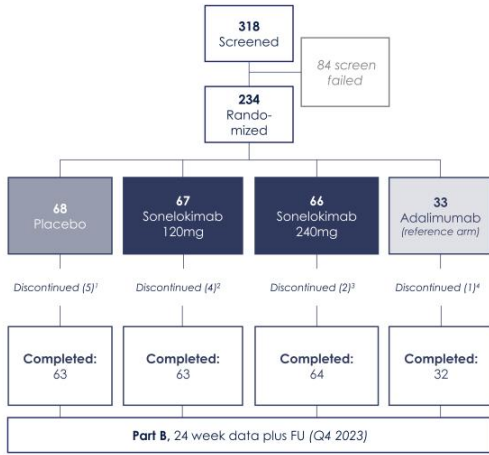 318
Screened
84 screen
failed
234
Rando-
mized
68
Placebo
67
Sonelokimab
120mg
66
Sonelokimab
240mg
33
Adalimumab
(reference arm)
Discontinued (5)¹
Discontinued (4)²
Discontinued (2)³
Discontinued (1)⁴
Completed:
63
Completed:
63
Completed:
64
Completed:
32
Part B, 24 week data plus FU (Q4 2023)